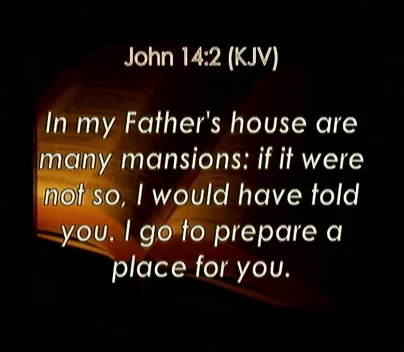 John 14:2 (KJV)
In my Father's house are
many mansions: if it were
not so, I would have told
you. I go to prepare a
place for you.